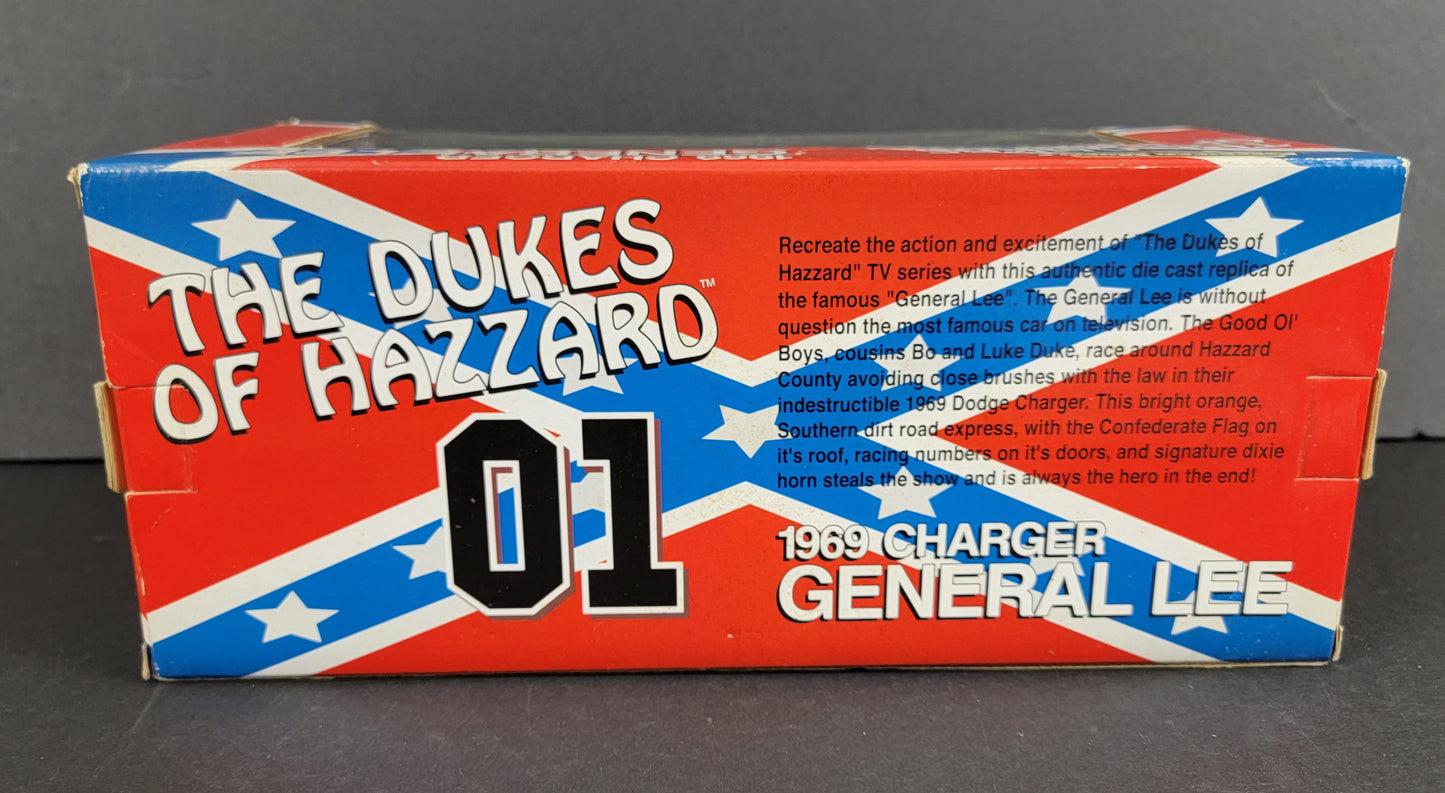 1969 CHARGER
THE DUKES
OF HAZZARD™
01
Recreate the action and excitement of "The Dukes of
Hazzard" TV series with this authentic die cast replica of
the famous "General Lee". The General Lee is without
question the most famous car on television. The Good Ol'
Boys, cousins Bo and Luke Duke, race around Hazzard
County avoiding close brushes with the law in their
indestructible 1969 Dodge Charger. This bright orange,
Southern dirt road express, with the Confederate Flag on
it's roof, racing numbers on it's doors, and signature dixie
horn steals the show and is always the hero in the end!
1969 CHARGER
GENERAL LEE